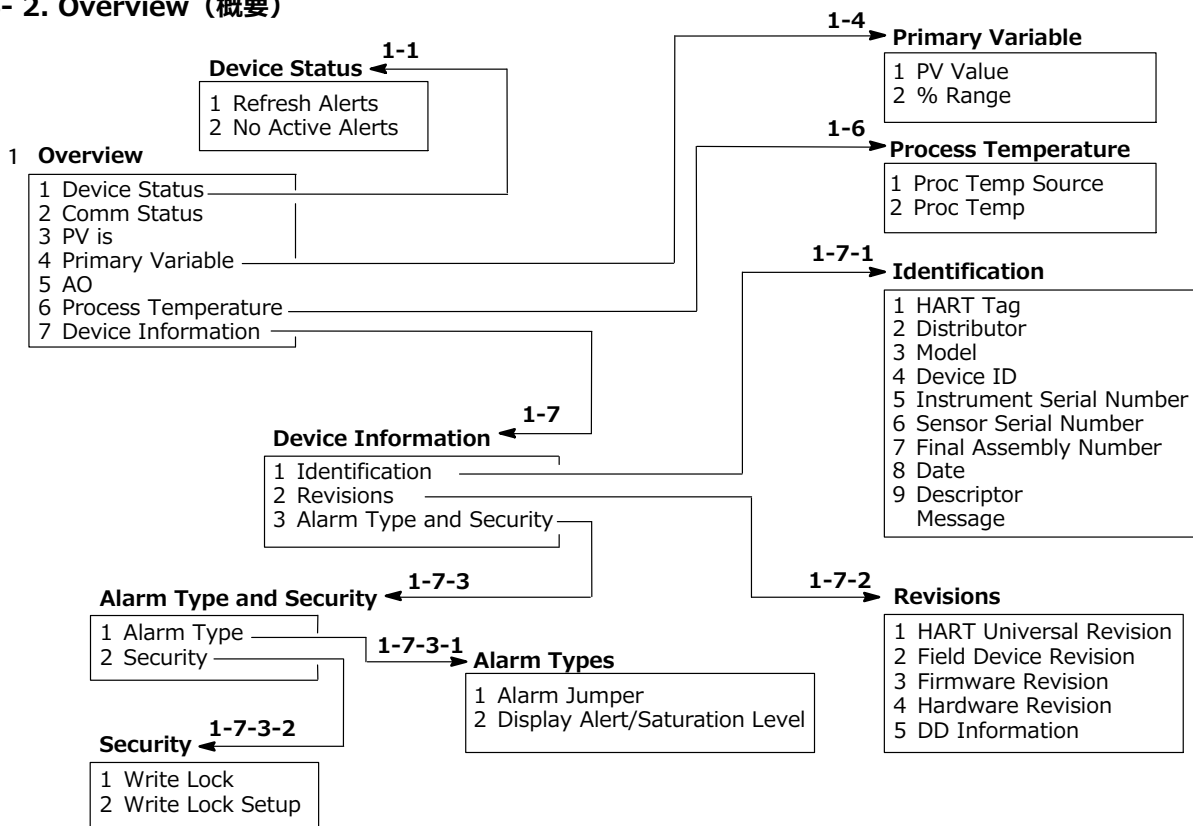 - 2. Overview（概要）
1-4
Primary Variable
1 PV Value
2 % Range
1-1
Device Status
1 Refresh Alerts
2 No Active Alerts
1-6
Process Temperature
1 Proc Temp Source
2 Proc Temp
1 Overview
1 Device Status
2 Comm Status
3 PV is
4 Primary Variable
5 AO
6 Process Temperature
7 Device Information
1-7-1
Identification
1 HART Tag
2 Distributor
3 Model
4 Device ID
5 Instrument Serial Number
6 Sensor Serial Number
7 Final Assembly Number
8 Date
9 Descriptor
Message
1-7
Device Information
1 Identification
2 Revisions
3 Alarm Type and Security
1-7-3
Alarm Type and Security
1 Alarm Type
2 Security
1-7-3-1
Alarm Types
1 Alarm Jumper
2 Display Alert/Saturation Level
1-7-2
Revisions
1 HART Universal Revision
2 Field Device Revision
3 Firmware Revision
4 Hardware Revision
5 DD Information
1-7-3-2
Security
1 Write Lock
2 Write Lock Setup